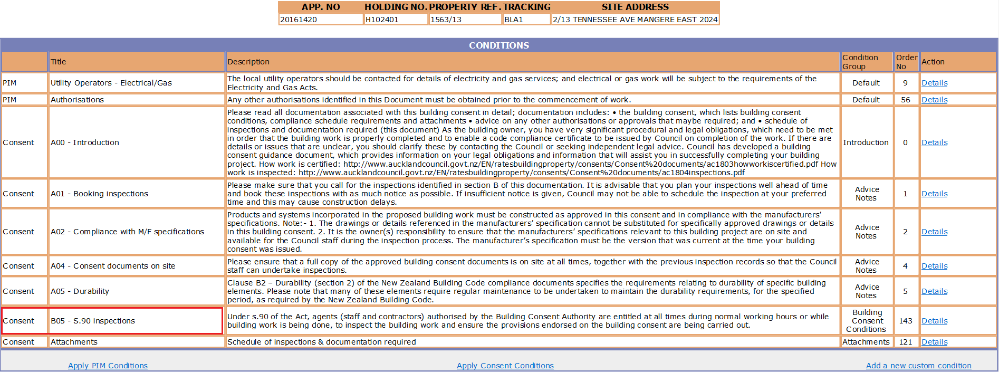 APP. NO HOLDING NO. PROPERTY REF. TRACKING SITE ADDRESS
20161420 H102401 1563/13 BLA1 2/13 TENNESSEE AVE MANGERE EAST 2024
CONDITIONS
Title Description Condition Group Order No Action
PIM Utility Operators - Electrical/Gas
The local utility operators should be contacted for details of electricity and gas services; and electrical or gas work will be subject to the requirements of the
Electricity and Gas Acts.
Default 9 Details
PIM Authorisations Any other authorisations identified in this Document must be obtained prior to the commencement of work. Default 56 Details
Consent A00 - Introduction
Please read all documentation associated with this building consent in detail; documentation includes: • the building consent, which lists building consent
conditions, compliance schedule requirements and attachments • advice on any other authorisations or approvals that maybe required; and • schedule of
inspections and documentation required (this document) As the building owner, you have very significant procedural and legal obligations, which need to be met
in order that the building work is properly completed and to enable a code compliance certificate to be issued by Council on completion of the work. If there are
details or issues that are unclear, you should clarify these by contacting the Council or seeking independent legal advice. Council has developed a building
consent guidance document, which provides information on your legal obligations and information that will assist you in successfully completing your building
project. How work is certified: http://www.aucklandcouncil.govt.nz/EN/ratesbuildingproperty/consents/Consent%20documents/ac1803howworkiscertified.pdf How
work is inspected: http://www.aucklandcouncil.govt.nz/EN/ratesbuildingproperty/consents/Consent%20documents/ac1804inspections.pdf
Introduction 0 Details
Consent A01 - Booking inspections
Please make sure that you call for the inspections identified in section B of this documentation. It is advisable that you plan your inspections well ahead of time
and book these inspections with as much notice as possible. If insufficient notice is given, Council may not be able to schedule the inspection at your preferred
time and this may cause construction delays.
Advice
Notes
1 Details
Consent A02 - Compliance with M/F specifications
Products and systems incorporated in the proposed building work must be constructed as approved in this consent and in compliance with the manufacturers’
specifications. Note:- 1. The drawings or details referenced in the manufacturers’ specification cannot be substituted for specifically approved drawings or details
in this building consent. 2. It is the owner(s) responsibility to ensure that the manufacturers’ specifications relevant to this building project are on site and
available for the Council staff during the inspection process. The manufacturer’s specification must be the version that was current at the time your building
consent was issued.
Advice
Notes
2 Details
Consent A04 - Consent documents on site
Please ensure that a full copy of the approved building consent documents is on site at all times, together with the previous inspection records so that the Council
staff can undertake inspections.
Advice
Notes
4 Details
Consent A05 - Durability
Clause B2 – Durability (section 2) of the New Zealand Building Code compliance documents specifies the requirements relating to durability of specific building
elements. Please note that many of these elements require regular maintenance to be undertaken to maintain the durability requirements, for the specified
period, as required by the New Zealand Building Code.
Advice
Notes
5 Details
Consent B05 - S.90 inspections
Under s.90 of the Act, agents (staff and contractors) authorised by the Building Consent Authority are entitled at all times during normal working hours or while
building work is being done, to inspect the building work and ensure the provisions endorsed on the building consent are being carried out.
Building
Consent
Conditions
143 Details
Consent Attachments Schedule of inspections & documentation required Attachments 121 Details
Apply PIM Conditions Apply Consent Conditions Add a new custom condition